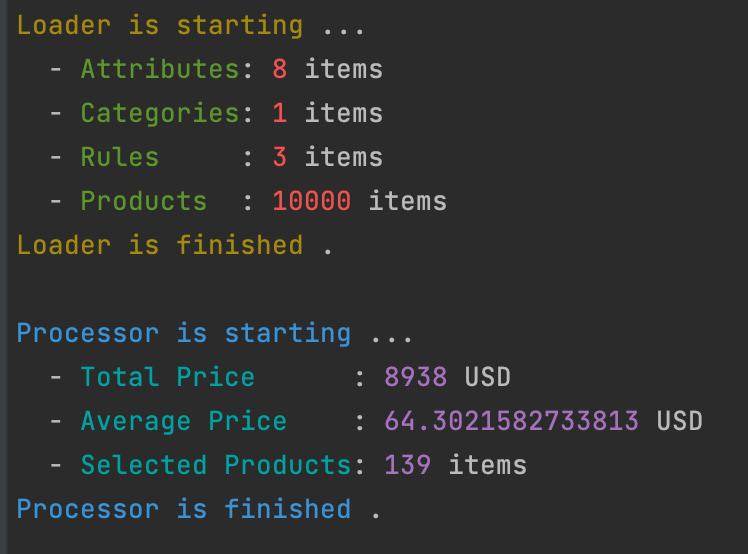 Loader is starting ...
- Attributes: 8 items
- Categories: 1 items
- Rules     : 3 items
- Products  : 10000 items
Loader is finished .
Processor is starting ...
- Total Price      : 8938 USD
- Average Price    : 64.3021582733813 USD
- Selected Products: 139 items
Processor is finished .